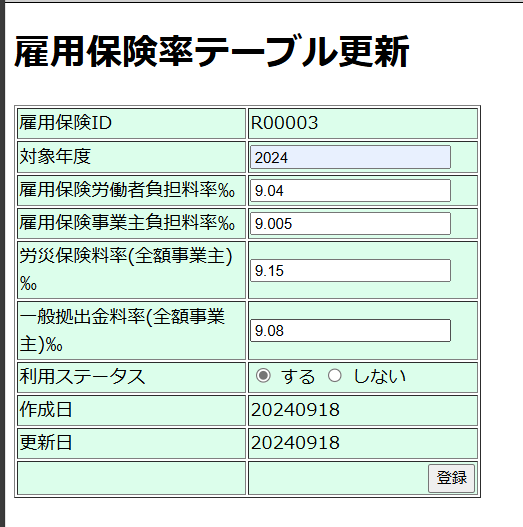 雇用保険率テーブル更新
雇用保険ID R00003
対象年度 2024
雇用保険労働者負担料率‰ 9.04
雇用保険事業主負担料率‰ 9.005
労災保険料率(全額事業主)
‰ 9.15
一般拠出金料率(全額事業
主)‰ 9.08
利用ステータス する しない
作成日 20240918
更新日 20240918
登録